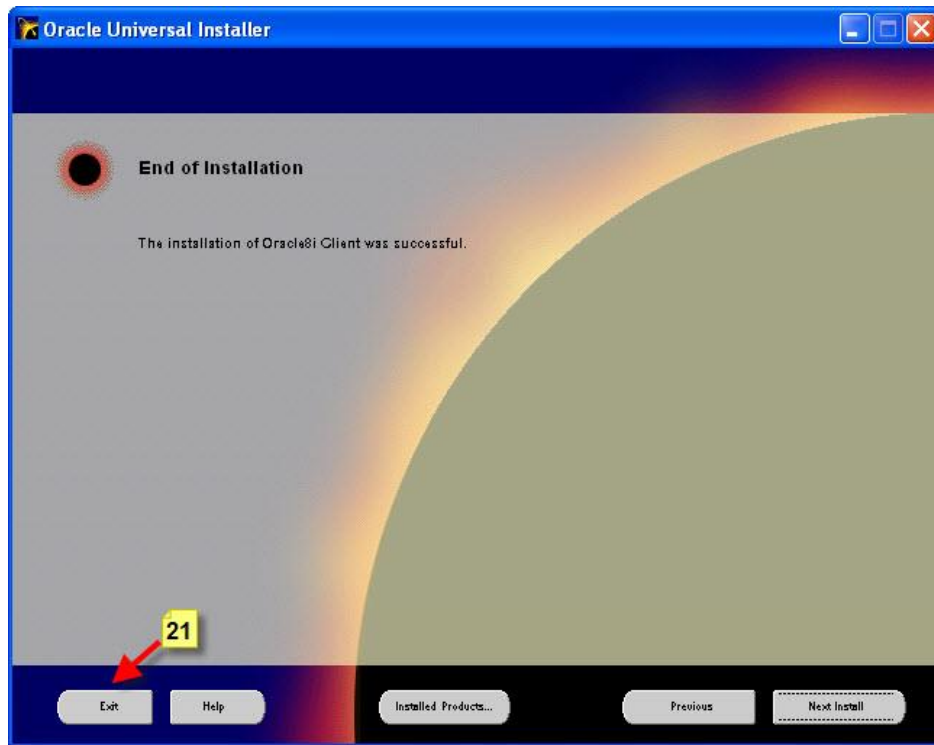 Oracle Universal Installer
End of Installation
The installation of Oracle8i Client was successful.
21
Exit
Help
Installed Products...
Previous
Next Install